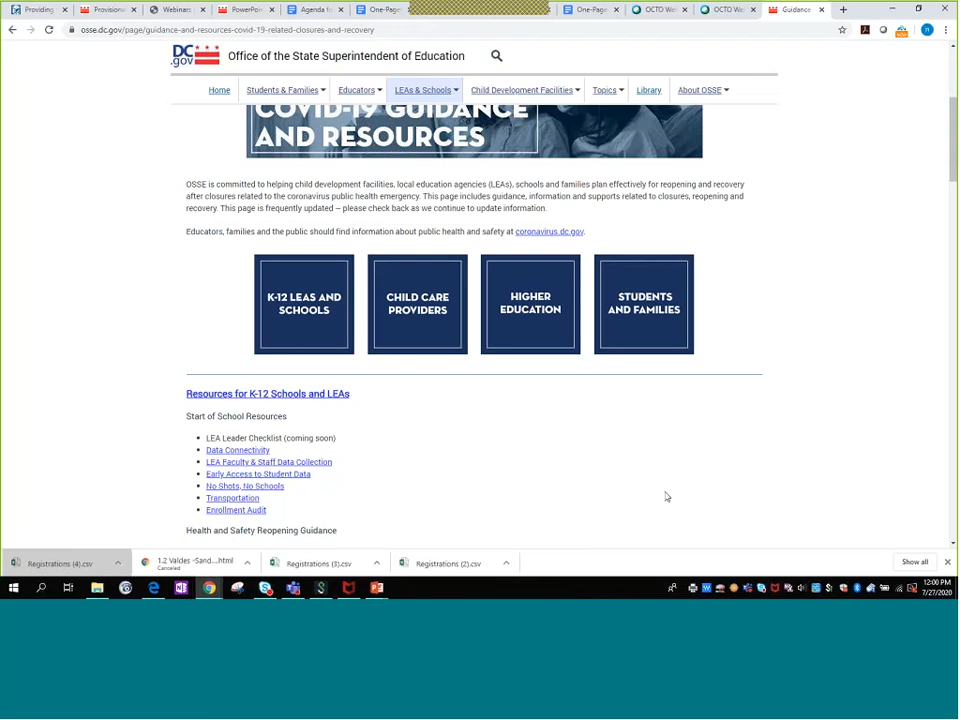 Providing
Provision
Webinars
PowerPoin
Agenda fo
One-Page
One-Page
OCTO We
OCTO We
Guidance
osse.dc.gov/page/guidance-and-resources-covid-19-related-closures-and-recovery
DC
.gov
Office of the State Superintendent of Education
Home
Students & Families
Educators
LEAs & Schools
Child Development Facilities
Topics
Library
About OSSE
COVID-19 GUIDANCE
AND RESOURCES
OSSE is committed to helping child development facilities, local education agencies (LEAs), schools and families plan effectively for reopening and recovery
after closures related to the coronavirus public health emergency. This page includes guidance, information and supports related to closures, reopening and
recovery. This page is frequently updated – please check back as we continue to update information.
Educators, families and the public should find information about public health and safety at coronavirus.dc.gov.
K-12 LEAS AND
SCHOOLS
CHILD CARE
PROVIDERS
HIGHER
EDUCATION
STUDENTS
AND FAMILIES
Resources for K-12 Schools and LEAs
Start of School Resources
LEA Leader Checklist (coming soon)
Data Connectivity
LEA Faculty & Staff Data Collection
Early Access to Student Data
No Shots, No Schools
Transportation
Enrollment Audit
Health and Safety Reopening Guidance
Registrations (4).csv
1.2 Valdes -Sand....html
Canceled
Registrations (3).csv
Registrations (2).csv
Show all
12:00 PM
7/27/2020